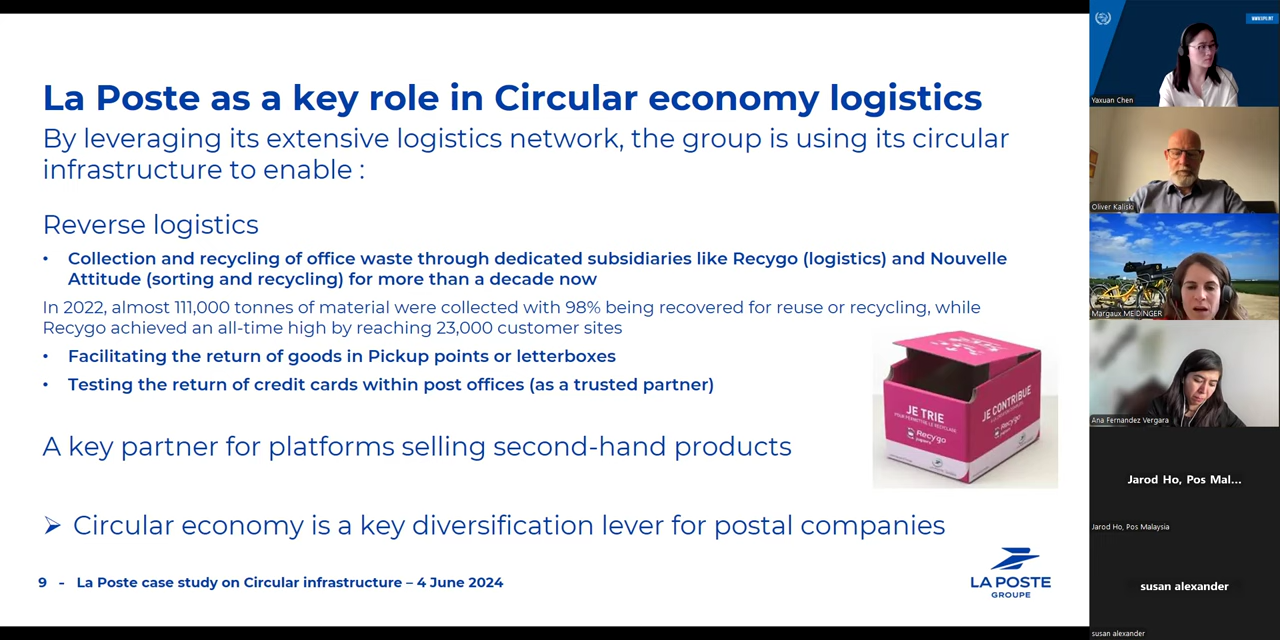 La Poste as a key role in Circular economy logistics
By leveraging its extensive logistics network, the group is using its circular
infrastructure to enable :
Reverse logistics
• Collection and recycling of office waste through dedicated subsidiaries like Recygo (logistics) and Nouvelle
Attitude (sorting and recycling) for more than a decade now
In 2022, almost 111,000 tonnes of material were collected with 98% being recovered for reuse or recycling, while
Recygo achieved an all-time high by reaching 23,000 customer sites
• Facilitating the return of goods in Pickup points or letterboxes
• Testing the return of credit cards within post offices (as a trusted partner)
JE TRIE
JE CONTRIBUE
Recygo
Recygo
A key partner for platforms selling second-hand products
➢ Circular economy is a key diversification lever for postal companies
9 - La Poste case study on Circular infrastructure – 4 June 2024
LA POSTE
GROUPE
WWW.UPU.INT
Yaxuan Chen
Oliver Kaliski
Margaux MEIDINGER
Ana Fernandez Vergara
Jarod Ho, Pos Mal...
Jarod Ho, Pos Malaysia
susan alexander
susan alexander